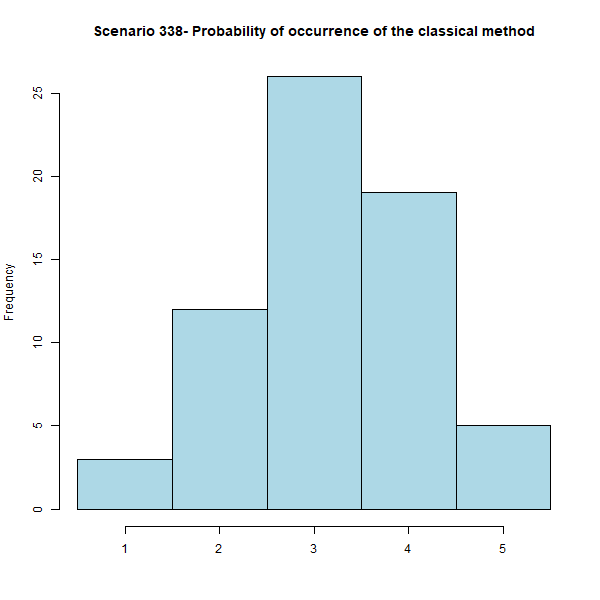 Scenario 338- Probability of occurrence of the classical method
25
20
15
10
5
0
Frequency
1 2 3 4 5